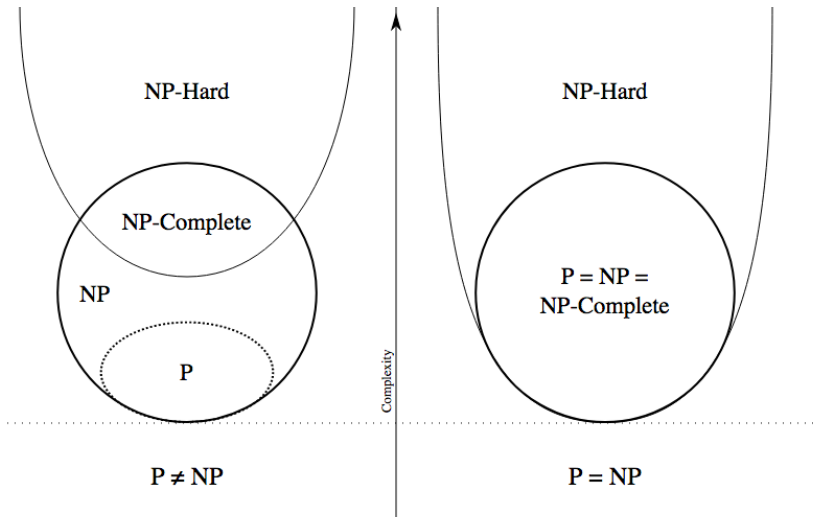 NP-Hard
NP-Complete
NP
P
P ≠ NP
Complexity
NP-Hard
P = NP =
NP-Complete
P = NP